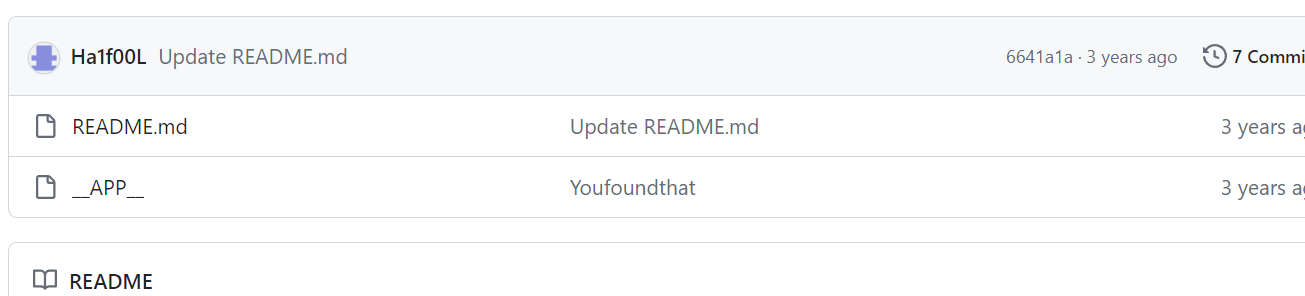 Ha1f00L Update README.md 6641a1a · 3 years ago 7 Commi
README.md Update README.md 3 years ag
__APP__ Youfoundthat 3 years ag
README